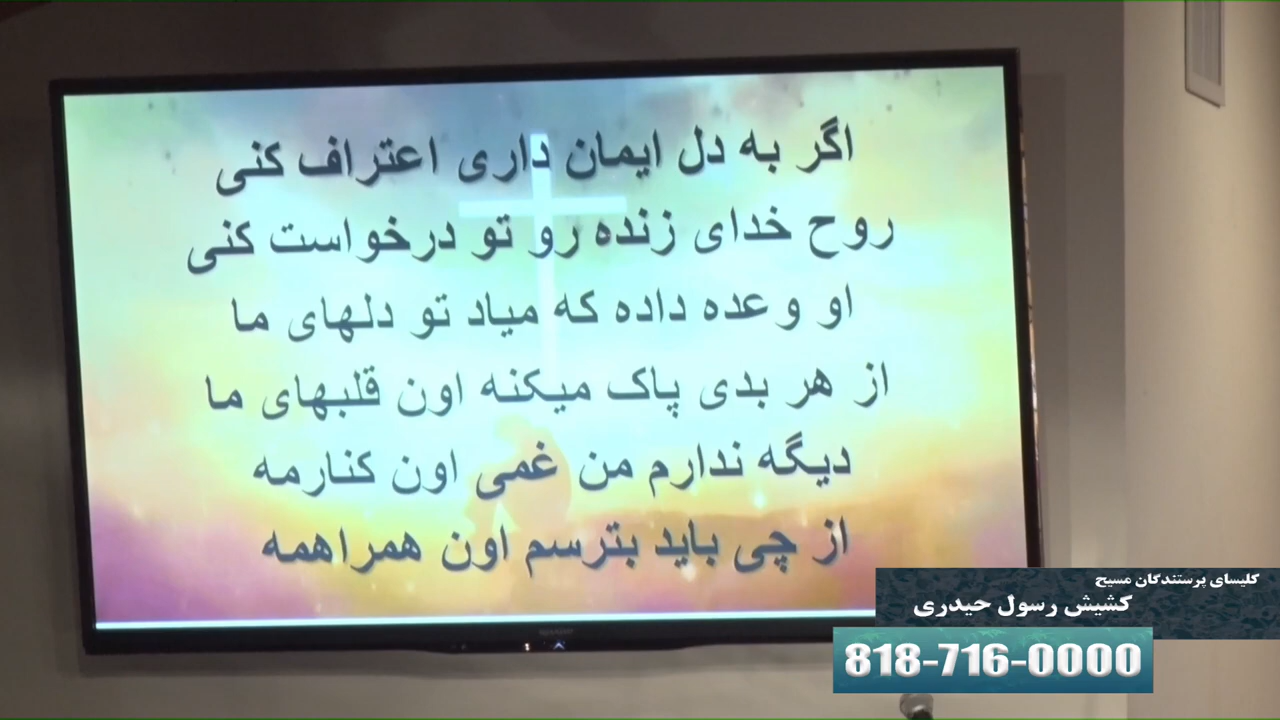 اگر به دل ایمان داری اعتراف کنی
روح خدای زنده رو تو درخواست کنی
او وعده داده که میاد تو دلهای ما
از هر بدی پاک میکنه اون قلبهای ما
دیگه ندارم من غمی اون کنارمه
از چی باید بترسم اون همراهمه
کلیسای پرستندگان مسیح
کشیش رسول حیدری
818-716-0000